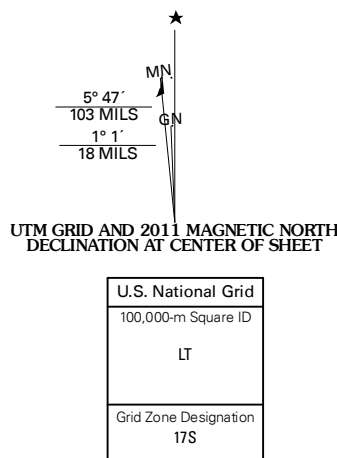 MN
GN
5° 47´
103 MILS
1° 1´
18 MILS
UTM GRID AND 2011 MAGNETIC NORTH
DECLINATION AT CENTER OF SHEET
U.S. National Grid
100,000-m Square ID
LT
Grid Zone Designation
17S